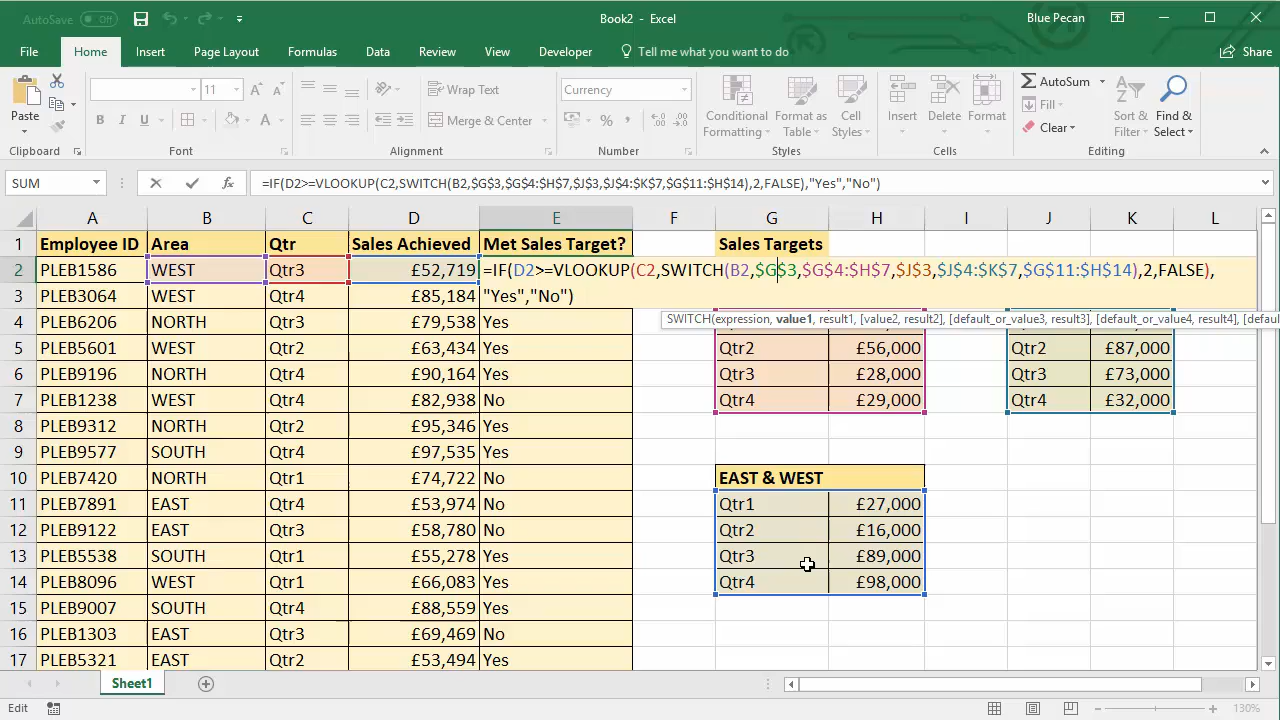 AutoSave Off
Book2 - Excel
Blue Pecan
File Home Insert Page Layout Formulas Data Review View Developer Tell me what you want to do Share
Paste
11
Wrap Text
Currency
Conditional Formatting
Format as Table
Cell Styles
Insert
Delete
Format
AutoSum
Merge & Center
Fill
Clear
Sort & Filter
Find & Select
Clipboard Font Alignment Number Styles Cells Editing
SUM =IF(D2>=VLOOKUP(C2,SWITCH(B2,$G$3,$G$4:$H$7,$J$3,$J$4:$K$7,$G$11:$H$14),2,FALSE),"Yes","No")
A B C D E F G H I J K L
1 Employee ID Area Qtr Sales Achieved Met Sales Target? Sales Targets
2 PLEB1586 WEST Qtr3 £52,719 =IF(D2>=VLOOKUP(C2,SWITCH(B2,$G$3,$G$4:$H$7,$J$3,$J$4:$K$7,$G$11:$H$14),2,FALSE),
3 PLEB3064 WEST Qtr4 £85,184 "Yes","No")
SWITCH(expression, value1, result1, [value2, result2], [default_or_value3, result3], [default_or_value4, result4], [defau
4 PLEB6206 NORTH Qtr3 £79,538 Yes
5 PLEB5601 WEST Qtr2 £63,434 Yes Qtr2 £56,000 Qtr2 £87,000
6 PLEB9196 NORTH Qtr4 £90,164 Yes Qtr3 £28,000 Qtr3 £73,000
7 PLEB1238 WEST Qtr4 £82,938 No Qtr4 £29,000 Qtr4 £32,000
8 PLEB9312 NORTH Qtr2 £95,346 Yes
9 PLEB9577 SOUTH Qtr4 £97,535 Yes
10 PLEB7420 NORTH Qtr1 £74,722 No EAST & WEST
11 PLEB7891 EAST Qtr4 £53,974 No Qtr1 £27,000
12 PLEB9122 EAST Qtr3 £58,780 No Qtr2 £16,000
13 PLEB5538 SOUTH Qtr1 £55,278 Yes Qtr3 £89,000
14 PLEB8096 WEST Qtr1 £66,083 Yes Qtr4 £98,000
15 PLEB9007 SOUTH Qtr4 £88,559 Yes
16 PLEB1303 EAST Qtr3 £69,469 No
17 PLEB5321 EAST Qtr2 £53,494 Yes
Sheet1
Edit 130%